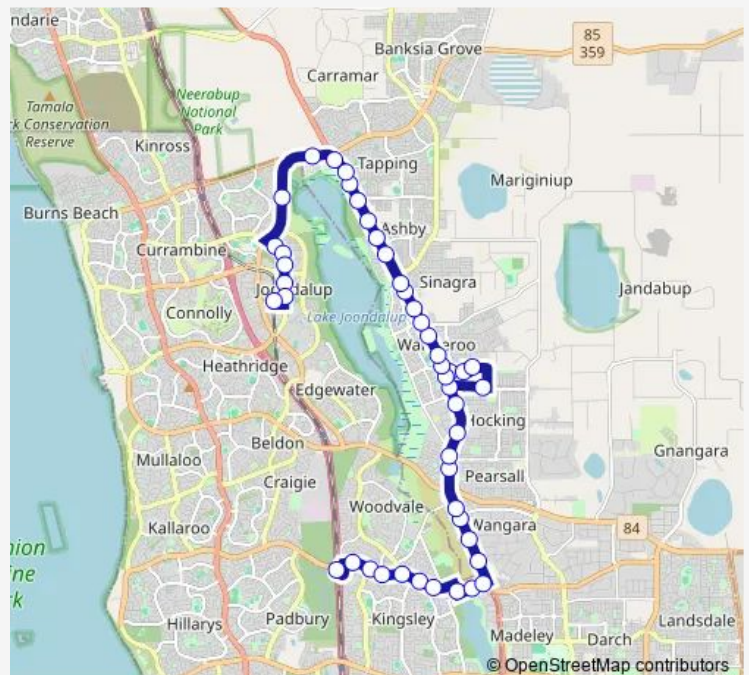 ndarie
Banksia Grove
85
359
Carramar
Neerabup
National
Park
Tamala
k Conservation
Reserve
Kinross
Tapping
Mariginiup
Burns Beach
Ashby
Currambine
Sinagra
Joondalup
Jandabup
Connolly
Lake Joondalup
Heathridge
Edgewater
Hocking
Beldon
Gnangara
Mullaloo
Pearsall
Craigie
Woodvale
Wangara
84
Kallaroo
Hillarys
Padbury
Kingsley
Landsdale
Madeley
Darch
© OpenStreetMap contributors